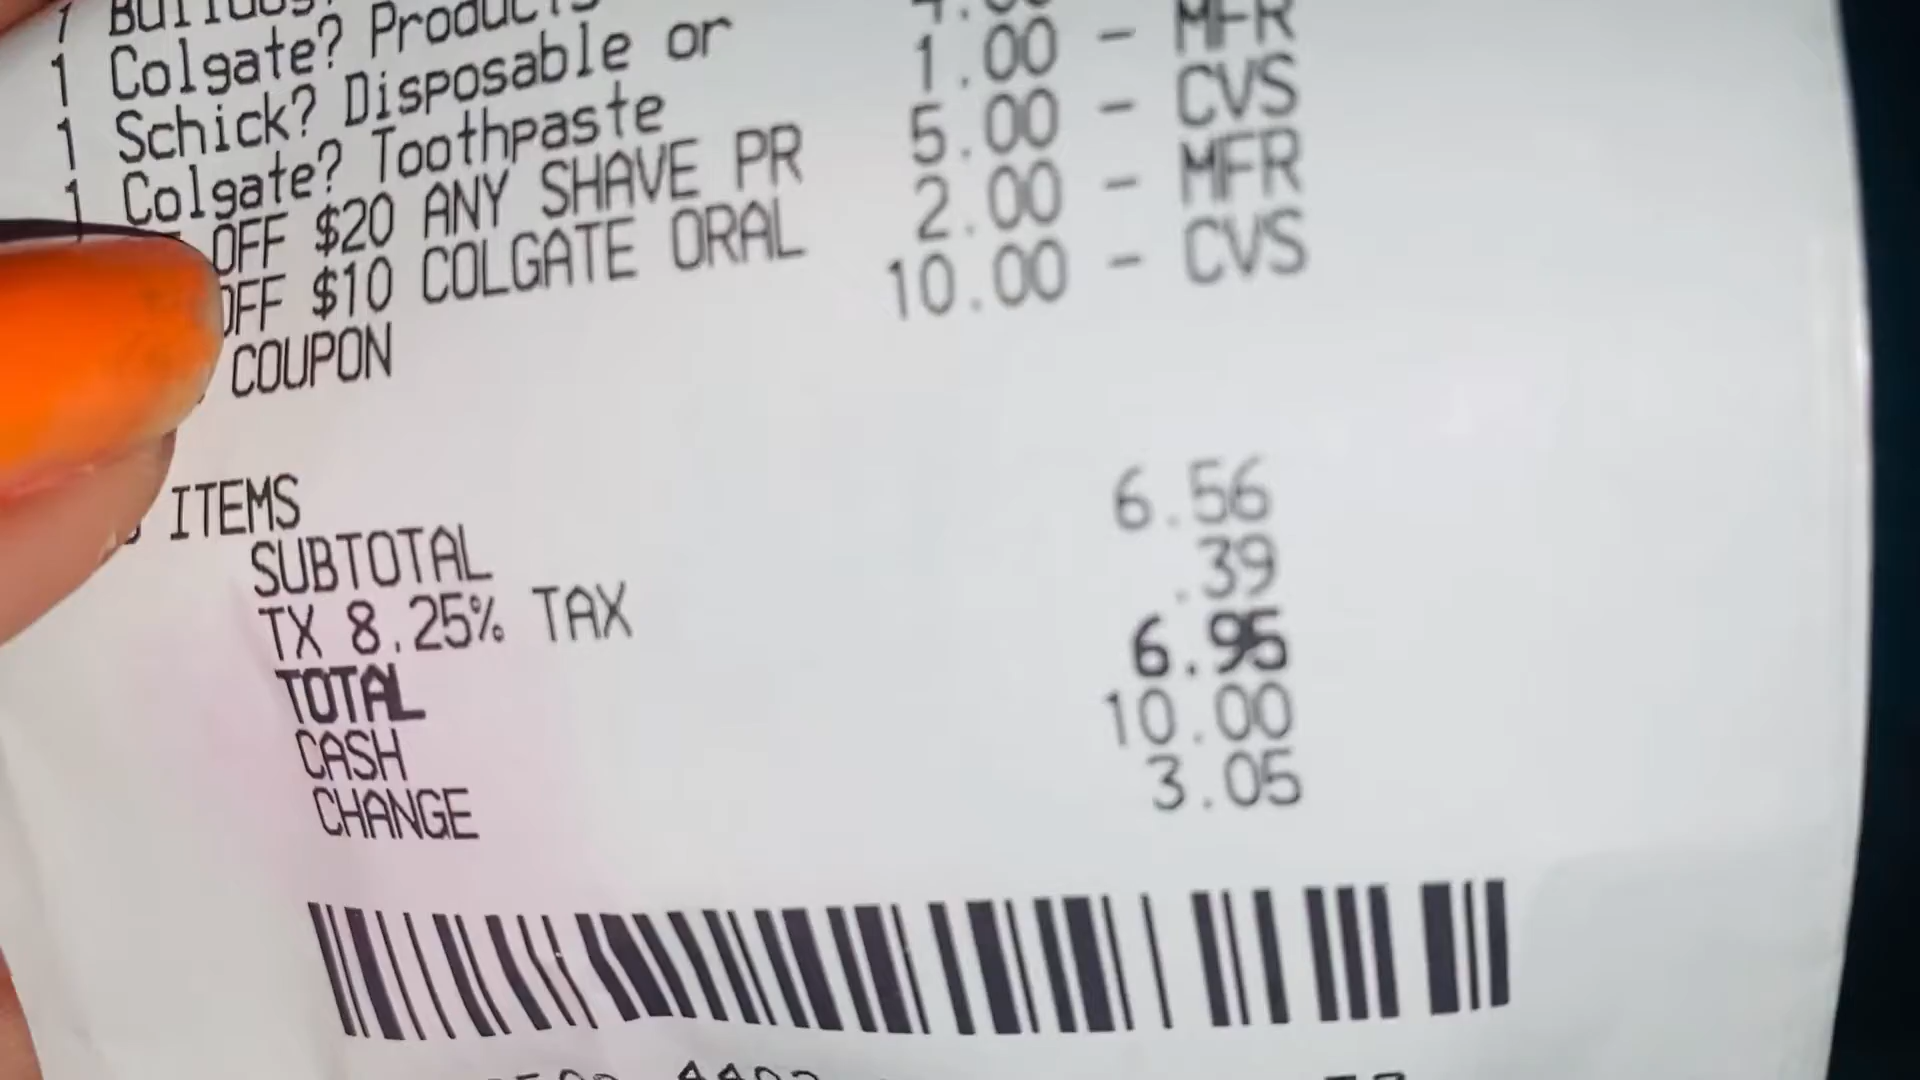 1 Colgate? Products
1 Schick? Disposable or
1 Colgate? Toothpaste 1.00 - MFR
OFF $20 ANY SHAVE PR 5.00 - CVS
OFF $10 COLGATE ORAL 2.00 - MFR
COUPON 10.00 - CVS
ITEMS
SUBTOTAL 6.56
TX 8.25% TAX .39
TOTAL 6.95
CASH 10.00
CHANGE 3.05